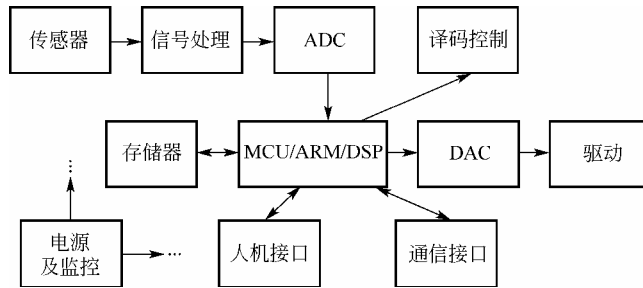 传感器
信号处理
ADC
译码控制
存储器
MCU/ARM/DSP
DAC
驱动
…
电源
及监控
…
人机接口
通信接口